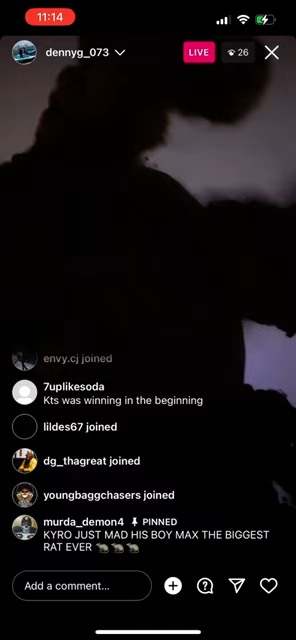 11:14
dennyg_073
LIVE
26
envy.cj joined
7uplikesoda
Kts was winning in the beginning
lildes67 joined
dg_thagreat joined
youngbaggchasers joined
murda_demon4 PINNED
KYRO JUST MAD HIS BOY MAX THE BIGGEST
RAT EVER 🐀🐀🐀
Add a comment...